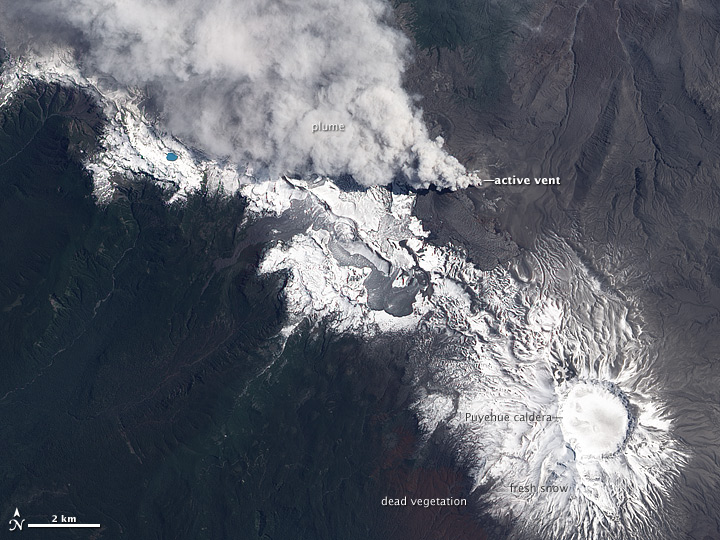 plume
active vent
Puyehue caldera
fresh snow
dead vegetation
N
2 km